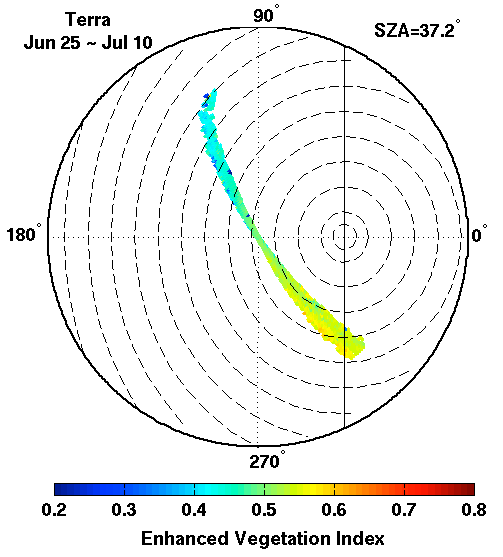 Terra
Jun 25 ~ Jul 10
90°
SZA=37.2°
180°
0°
270°
0.2 0.3 0.4 0.5 0.6 0.7 0.8
Enhanced Vegetation Index